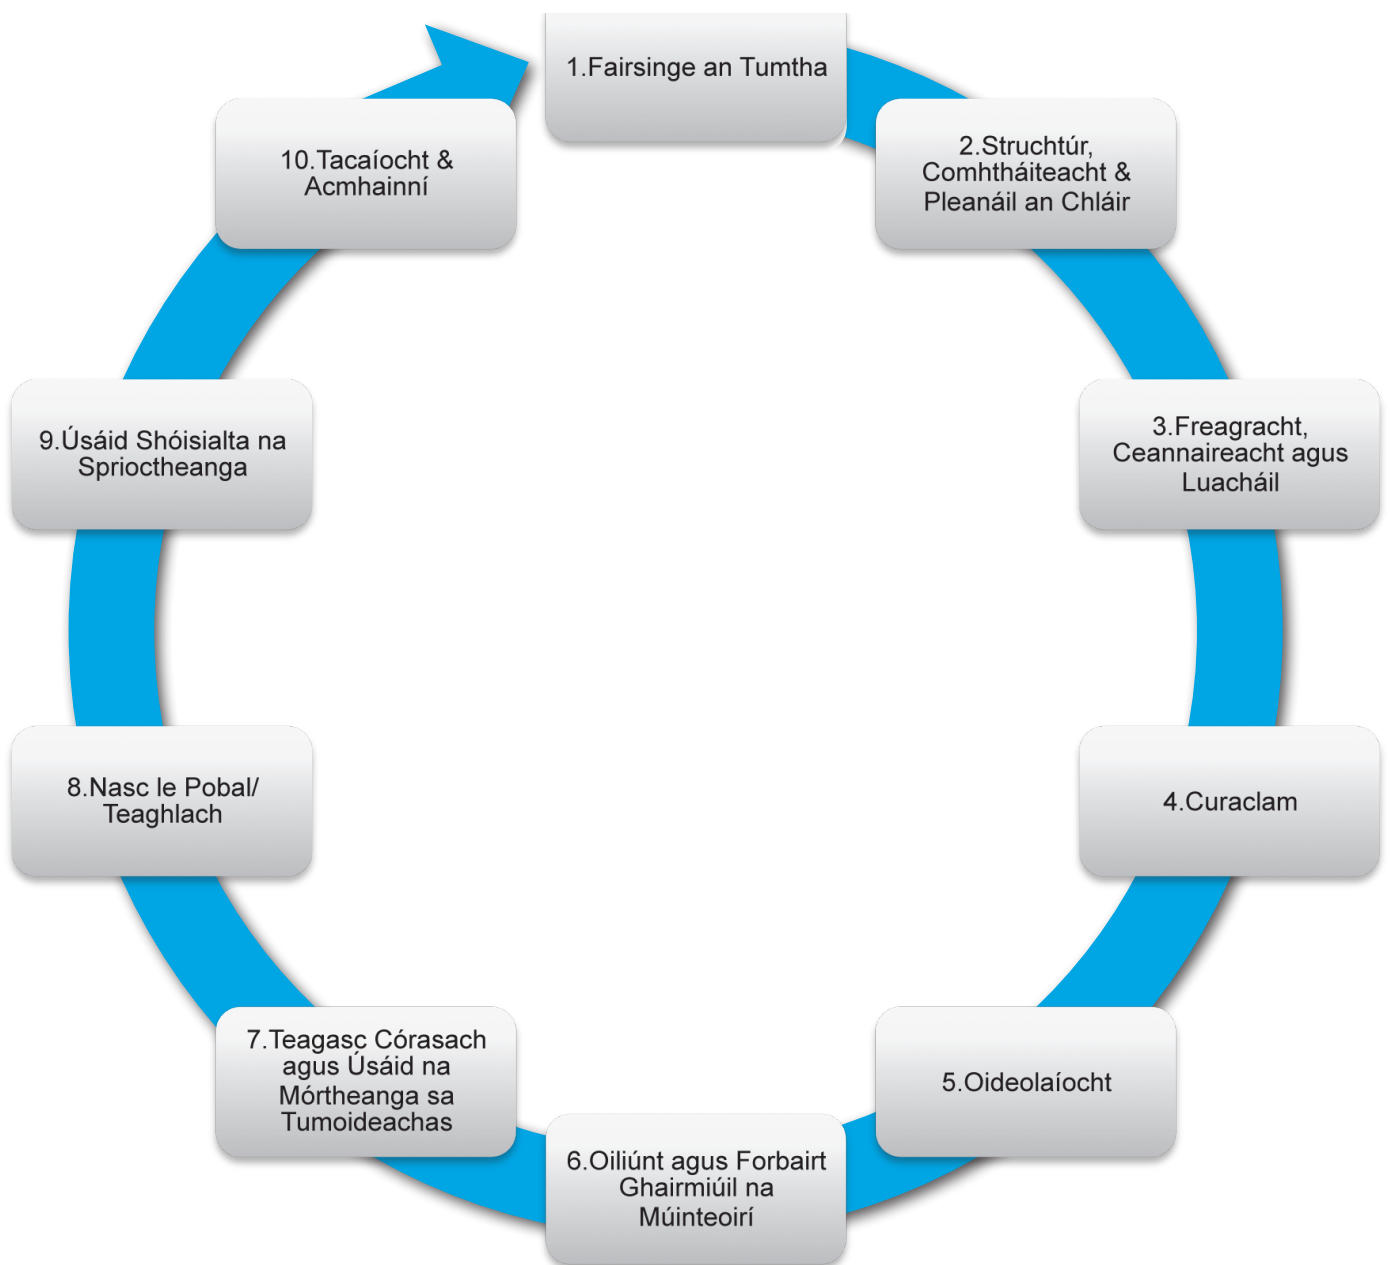 1.Fairsinge an Tumtha
2.Struchtúr,
Comhtháiteacht &
Pleanáil an Chláir
3.Freagracht,
Ceannaireacht agus
Luacháil
4.Curaclam
5.Oideolaíocht
6.Oiliúnt agus Forbairt
Ghairmiúil na
Múinteoirí
7.Teagasc Córasach
agus Úsáid na
Mórtheanga sa
Tumoideachas
8.Nasc le Pobal/
Teaghlach
9.Úsáid Shóisialta na
Sprioctheanga
10.Tacaíocht &
Acmhainní